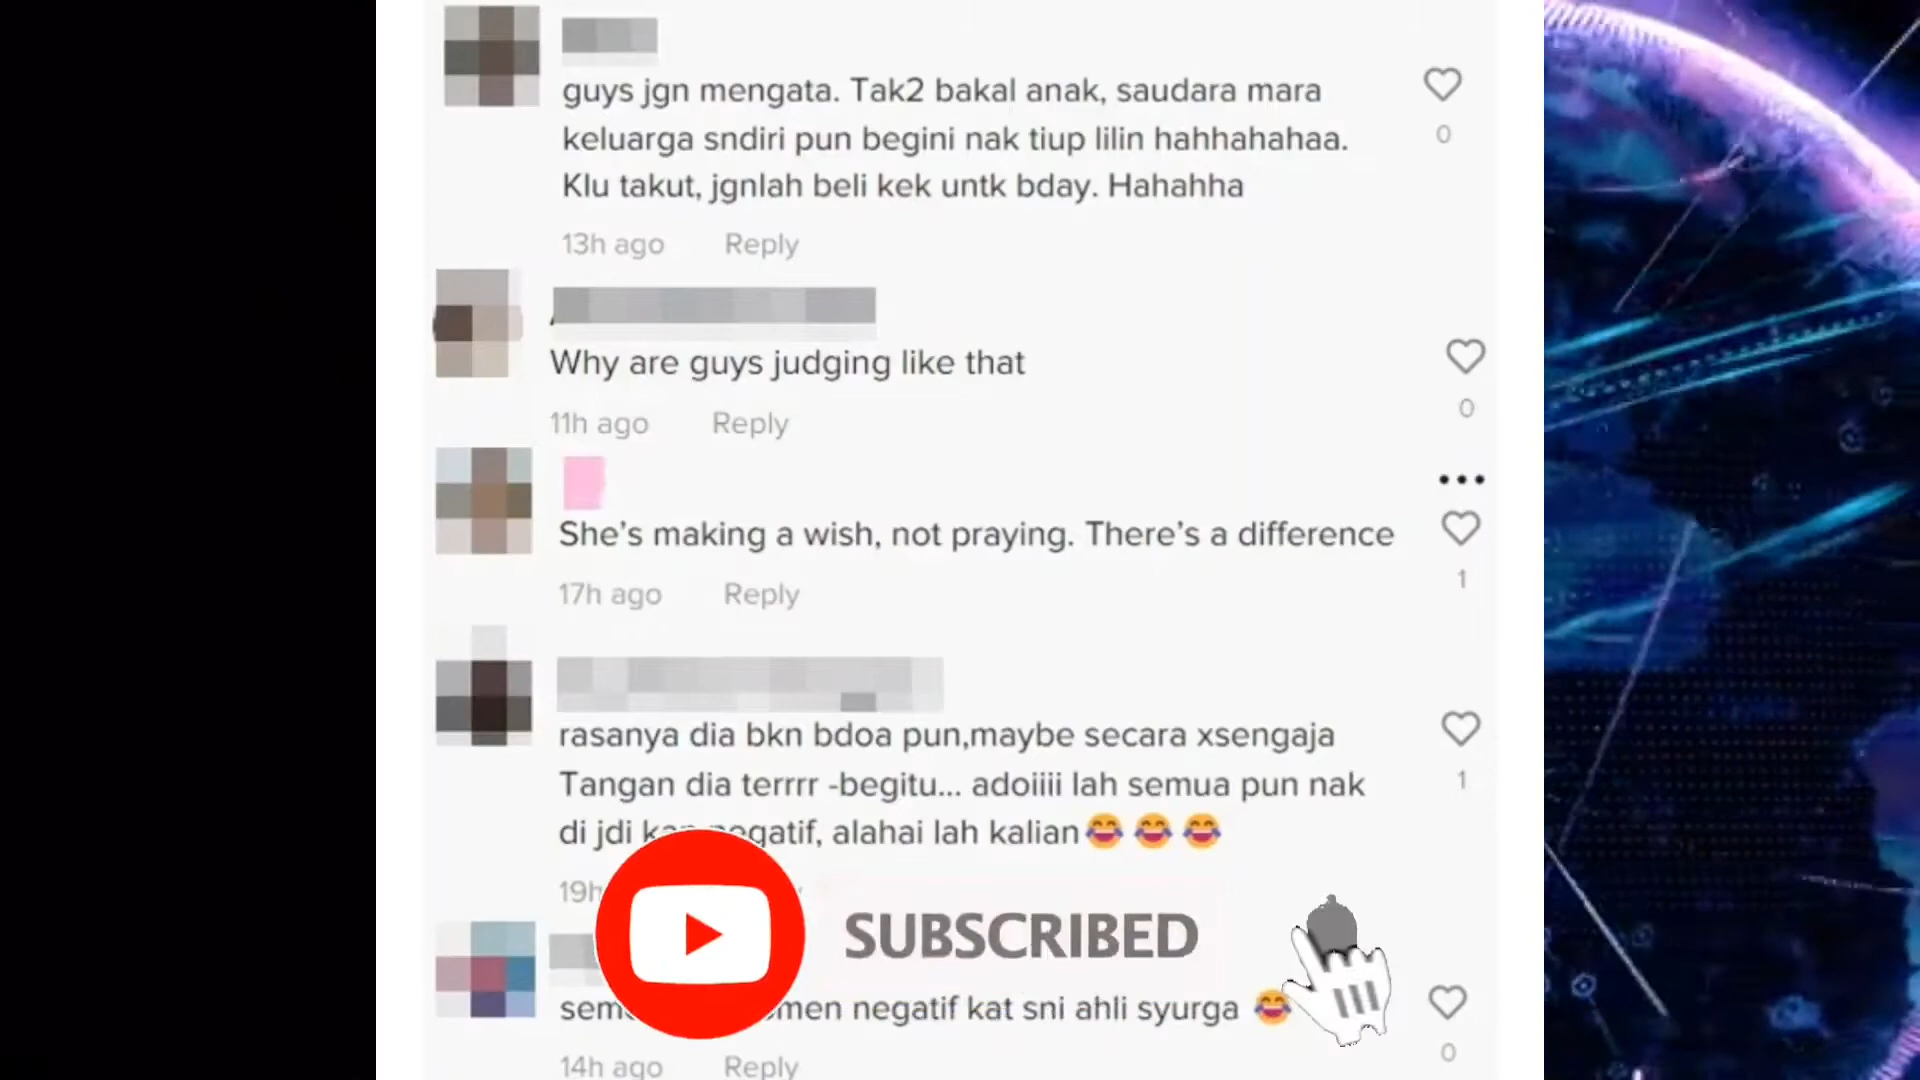 guys jgn mengata. Tak2 bakal anak, saudara mara
keluarga sndiri pun begini nak tiup lilin hahhahahaa.
Klu takut, jgnlah beli kek untk bday. Hahahha
0
13h ago Reply
Why are guys judging like that
0
11h ago Reply
She's making a wish, not praying. There's a difference
1
17h ago Reply
rasanya dia bkn bdoa pun,maybe secara xsengaja
Tangan dia terrrr -begitu... adoiiii lah semua pun nak
1
di jdi negatif, alahai lah kalian😂😂😂
SUBSCRIBED
negatif kat sni ahli syurga 😂
0
14h ago Reply